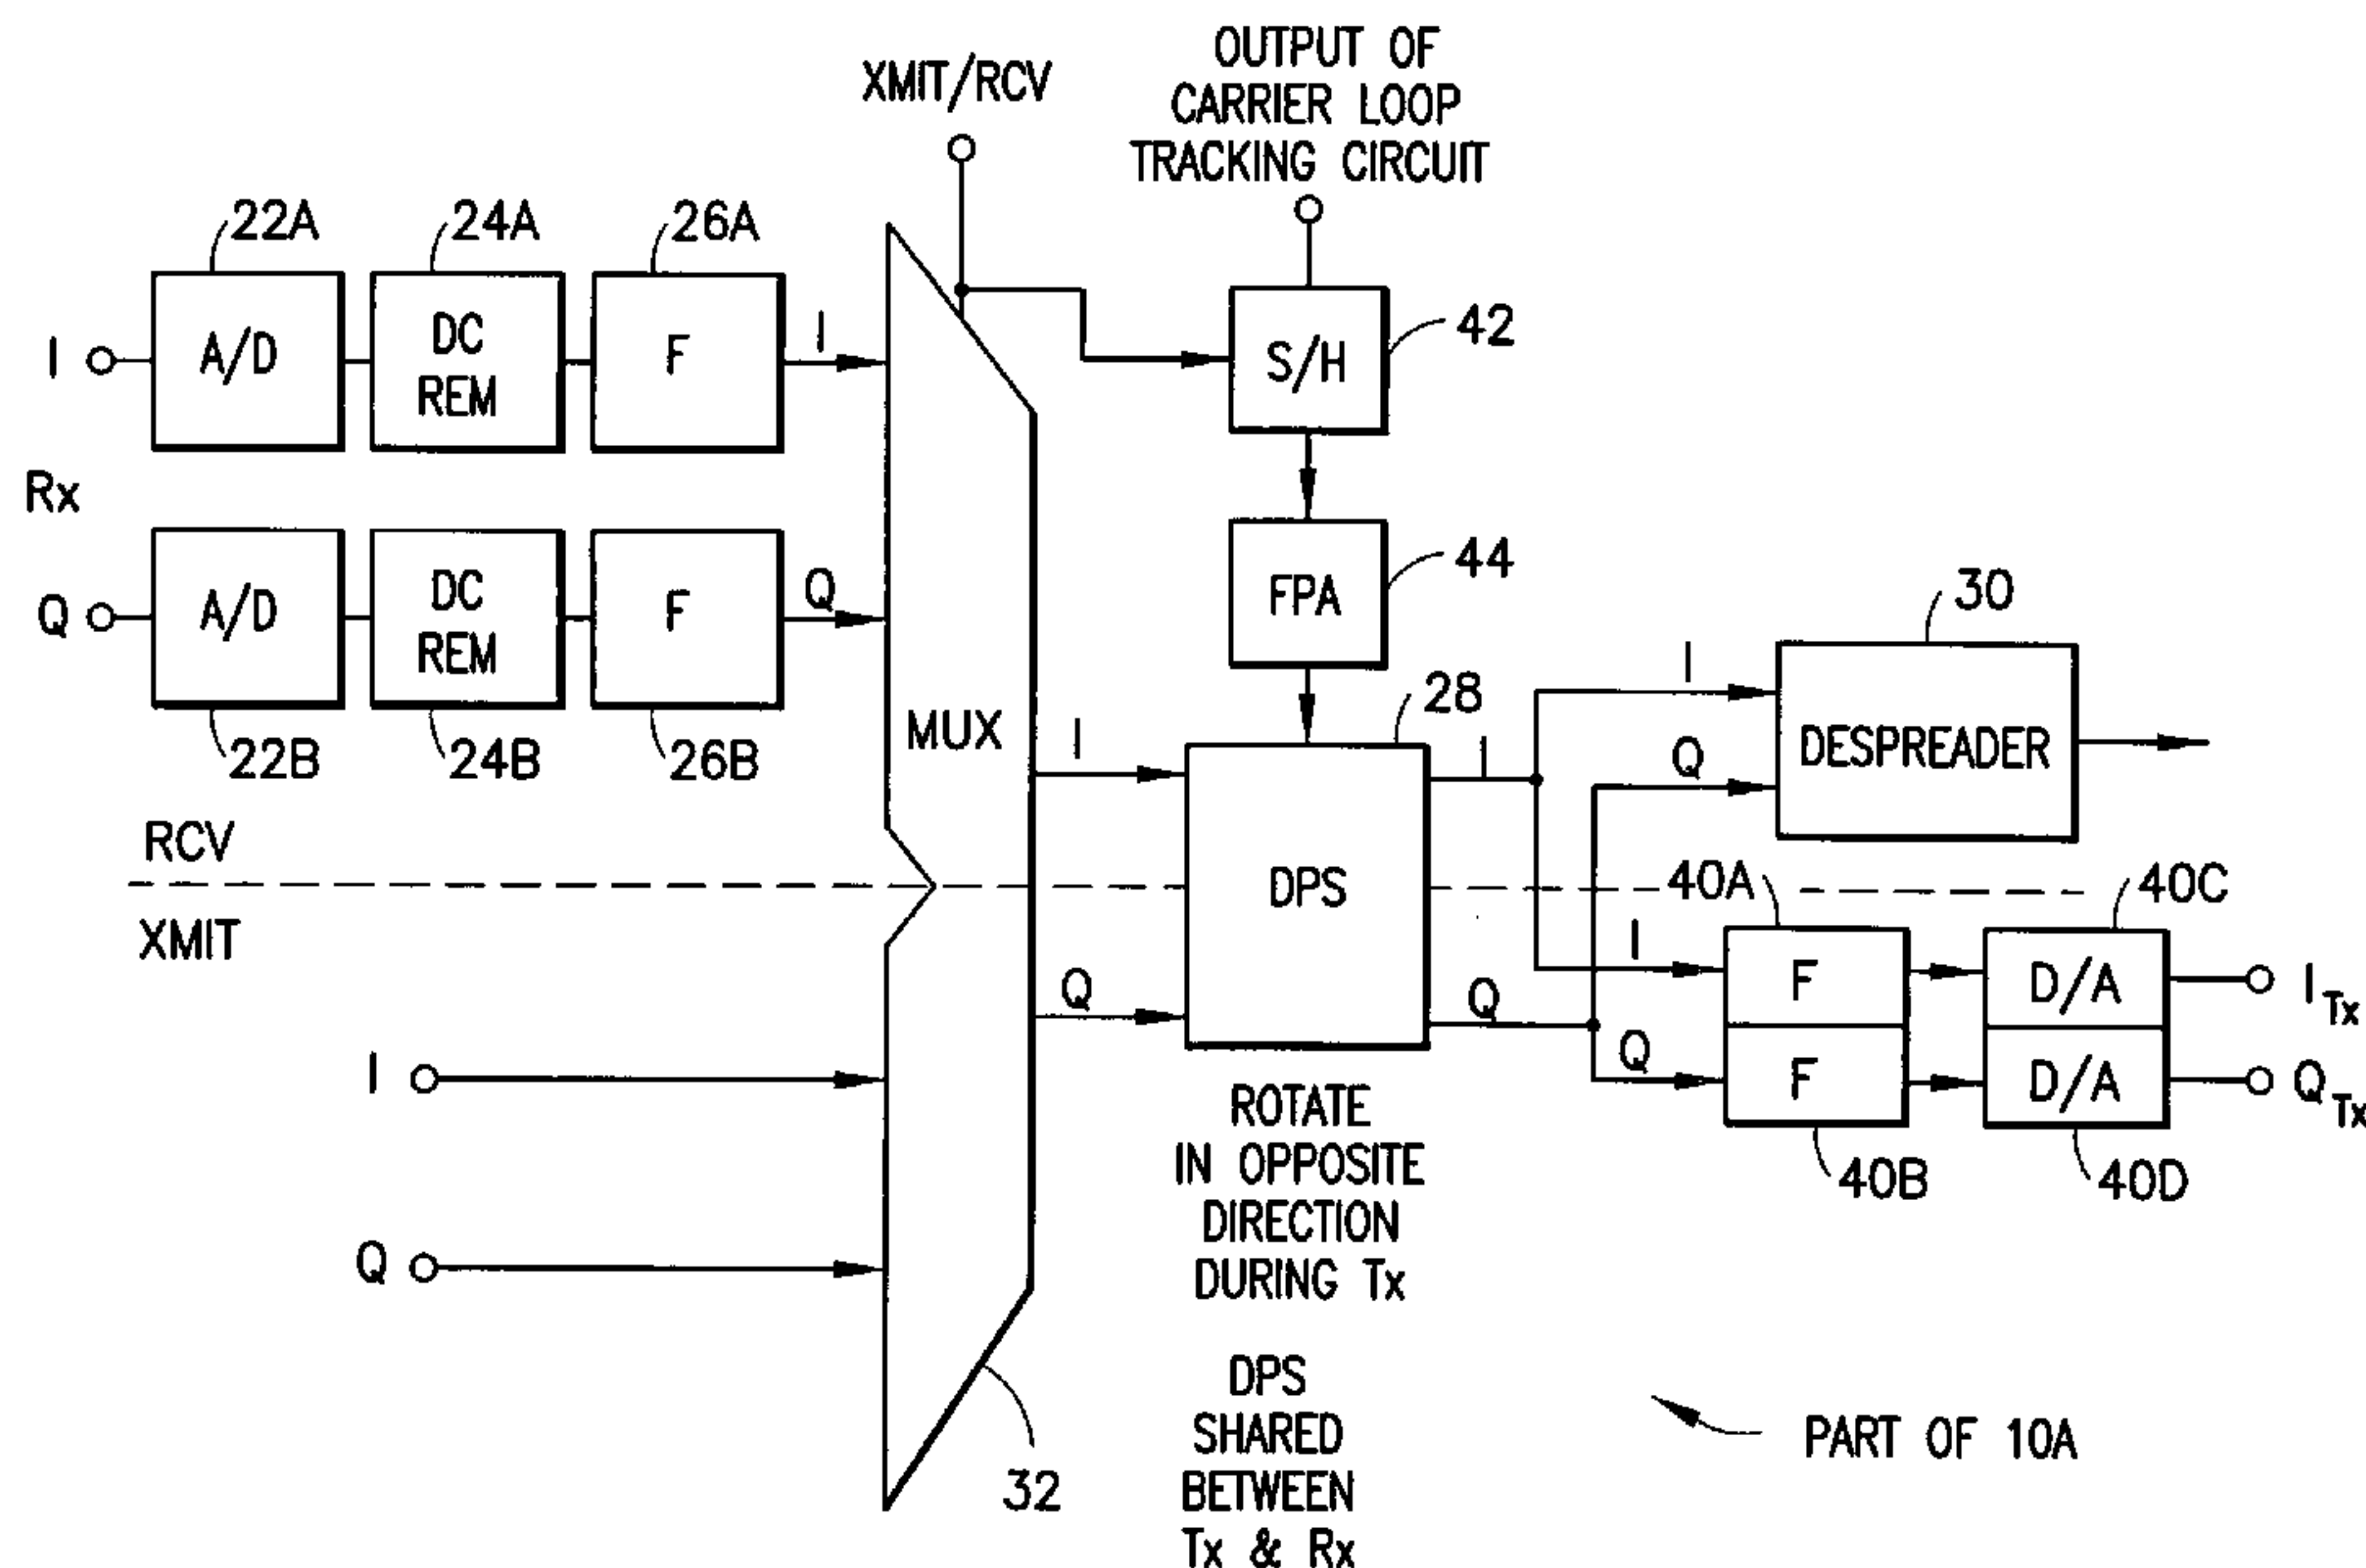 OUTPUT OF
CARRIER LOOP
TRACKING CIRCUIT
XMIT/RCV
22A
24A
26A
I
A/D
DC
REM
F
I
S/H
42
Rx
Q
A/D
DC
REM
F
Q
FPA
44
22B
24B
26B
MUX
I
28
I
I
Q
30
DESPREADER
RCV
XMIT
DPS
40A
40C
Q
Q
I
F
D/A
I Tx
Q
F
D/A
Q Tx
40B
40D
I
Q
ROTATE
IN OPPOSITE
DIRECTION
DURING Tx
DPS
SHARED
BETWEEN
Tx & Rx
32
PART OF 10A